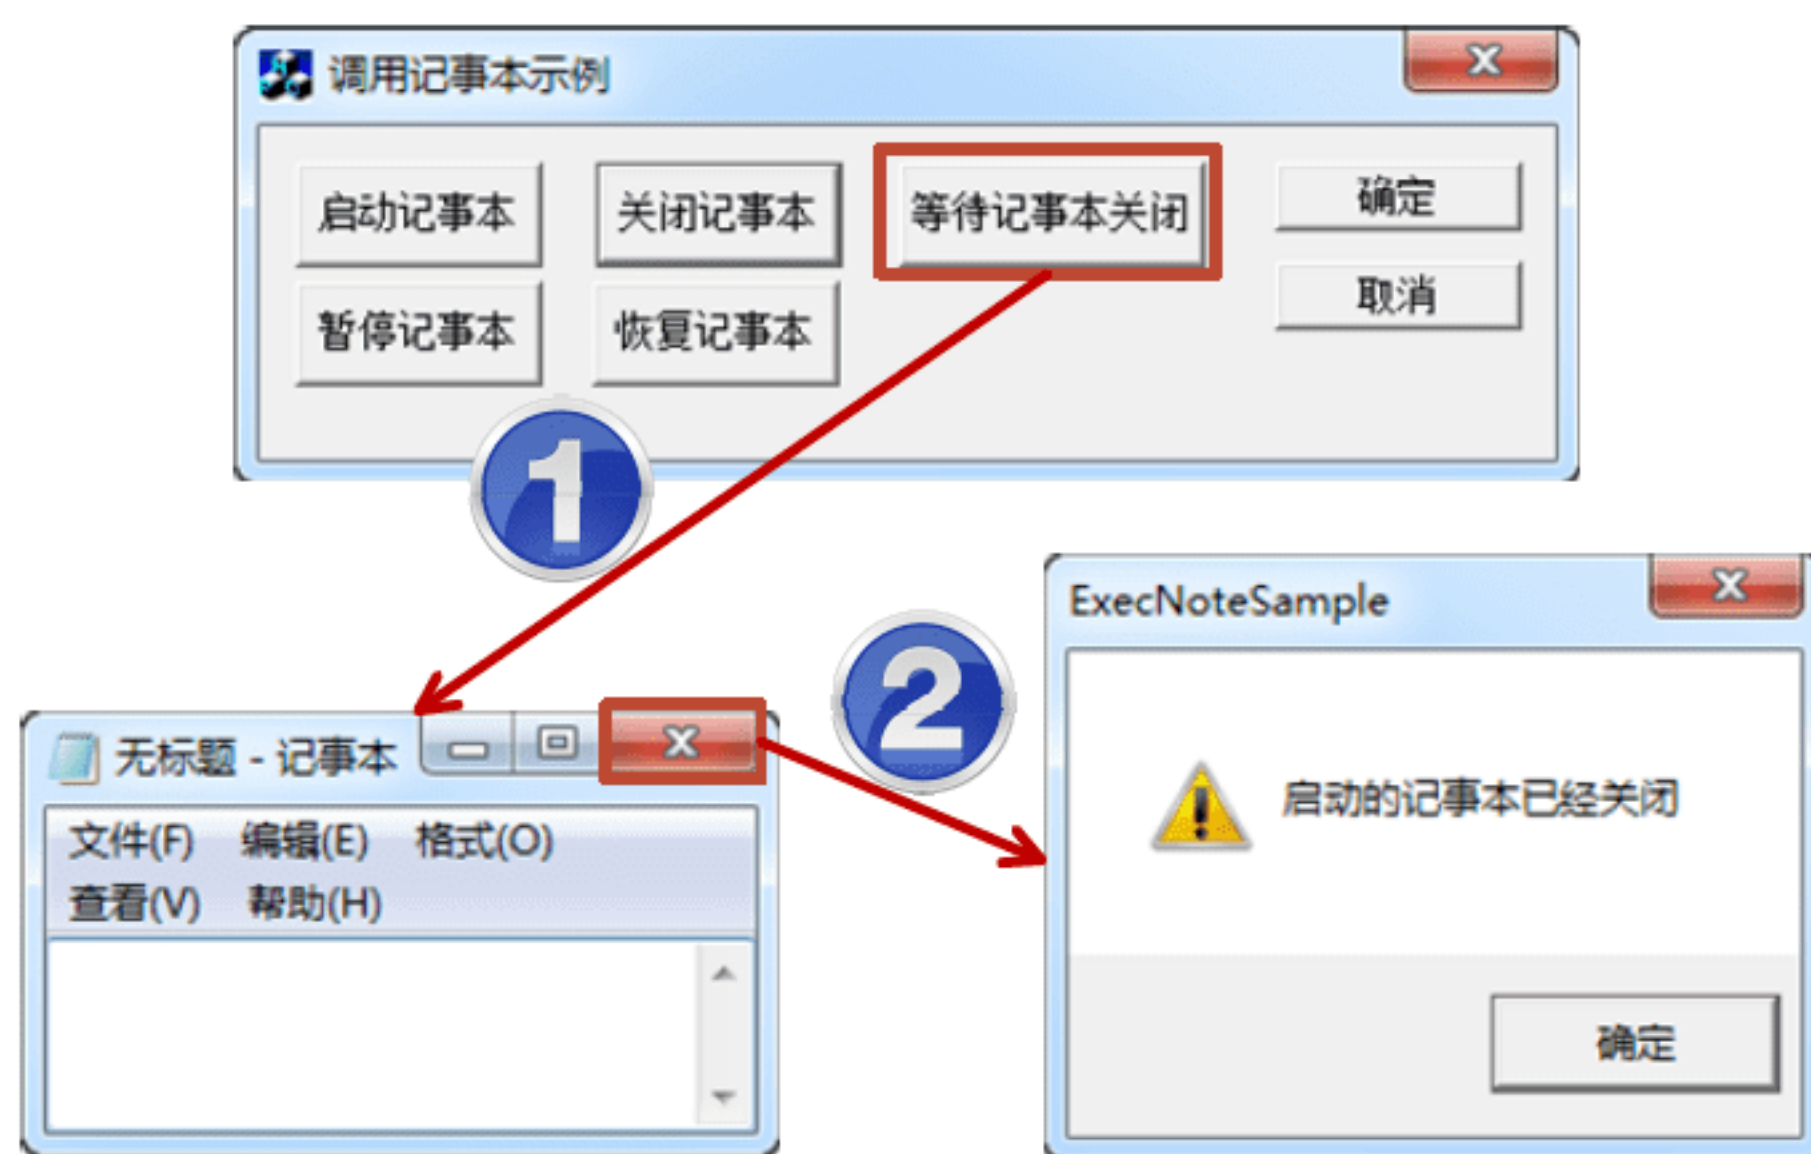 调用记事本示例
启动记事本 关闭记事本 等待记事本关闭 确定
暂停记事本 恢复记事本 取消
1
2
无标题 - 记事本
文件(F) 编辑(E) 格式(O)
查看(V) 帮助(H)
ExecNoteSample
启动的记事本已经关闭
确定